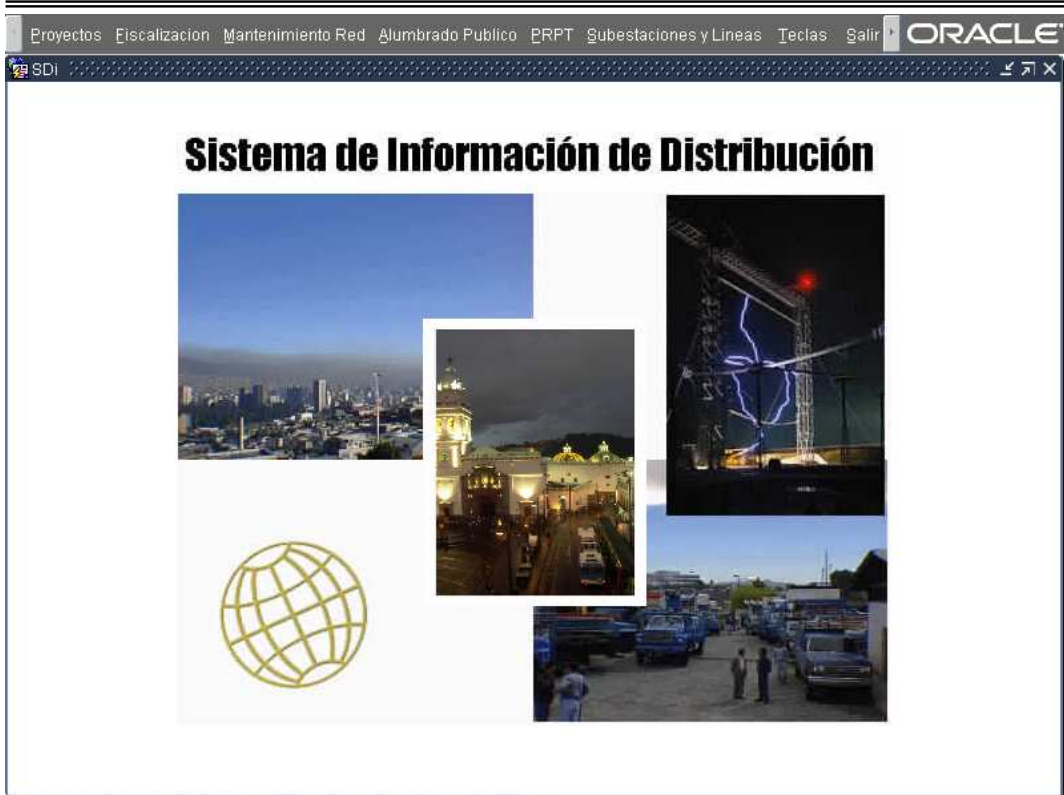 Proyectos Fiscalizacion Mantenimiento Red Alumbrado Publico PRPT Subestaciones y Lineas Teclas Salir ORACLE
SDi
Sistema de Información de Distribución